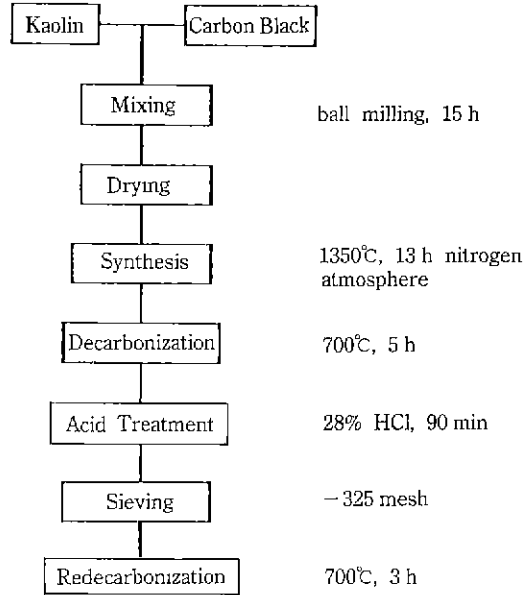 Kaolin
Carbon Black
Mixing
ball milling, 15 h
Drying
Synthesis
1350℃, 13 h nitrogen
atmosphere
Decarbonization
700℃, 5 h
Acid Treatment
28% HCl, 90 min
Sieving
−325 mesh
Redecarbonization
700℃, 3 h